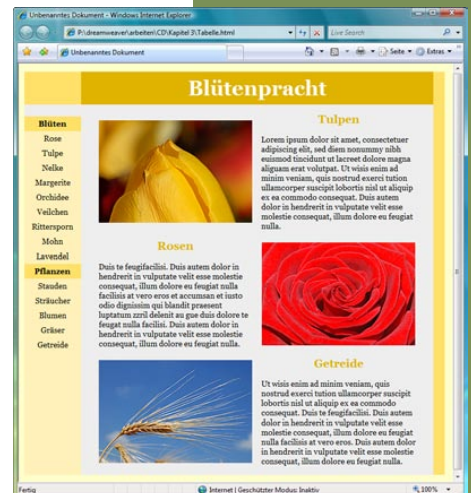 Unbenanntes Dokument - Windows Internet Explorer
P:\dreamweaver\arbeiten\CD\Kapitel 3\Tabelle.html
Live Search
Unbenanntes Dokument
Seite
Extras
Blütenpracht
Blüten
Rose
Tulpe
Nelke
Margerite
Orchidee
Veilchen
Rittersporn
Mohn
Lavendel
Pflanzen
Stauden
Sträucher
Blumen
Gräser
Getreide
Tulpen
Lorem ipsum dolor sit amet, consectetuer
adipiscing elit, sed diem nonummy nibh
euismod tincidunt ut lacreet dolore magna
aliguam erat volutpat. Ut wisis enim ad
minim veniam, quis nostrud exerci tution
ullamcorper suscipit lobortis nisl ut aliquip
ex ea commodo consequat. Duis te feugi-
facilisi. Duis autem dolor in hendrerit in
vulputate velit esse molestie consequat,
illum dolore eu feugiat nulla.
Rosen
Duis te feugifacilisi. Duis autem dolor in
hendrerit in vulputate velit esse molestie
consequat, illum dolore eu feugiat nulla
facilisis at vero eros et accumsan et iusto
odio dignissim qui blandit praesent
luptatum zzril delenit au gue duis dolore te
feugat nulla facilisi. Duis autem dolor in
hendrerit in vulputate velit esse molestie
consequat, illum dolore eu feugiat nulla.
Getreide
Ut wisis enim ad minim veniam, quis
nostrud exerci tution ullamcorper suscipit
lobortis nisl ut aliquip ex ea commodo
consequat. Duis te feugifacilisi. Duis autem
dolor in hendrerit in vulputate velit esse
molestie consequat, illum dolore eu feugiat
nulla facilisis at vero eros. Duis autem dolor
in hendrerit in vulputate velit esse molestie
consequat, illum dolore eu feugiat nulla.
Fertig
Internet | Geschützter Modus: Inaktiv
100%